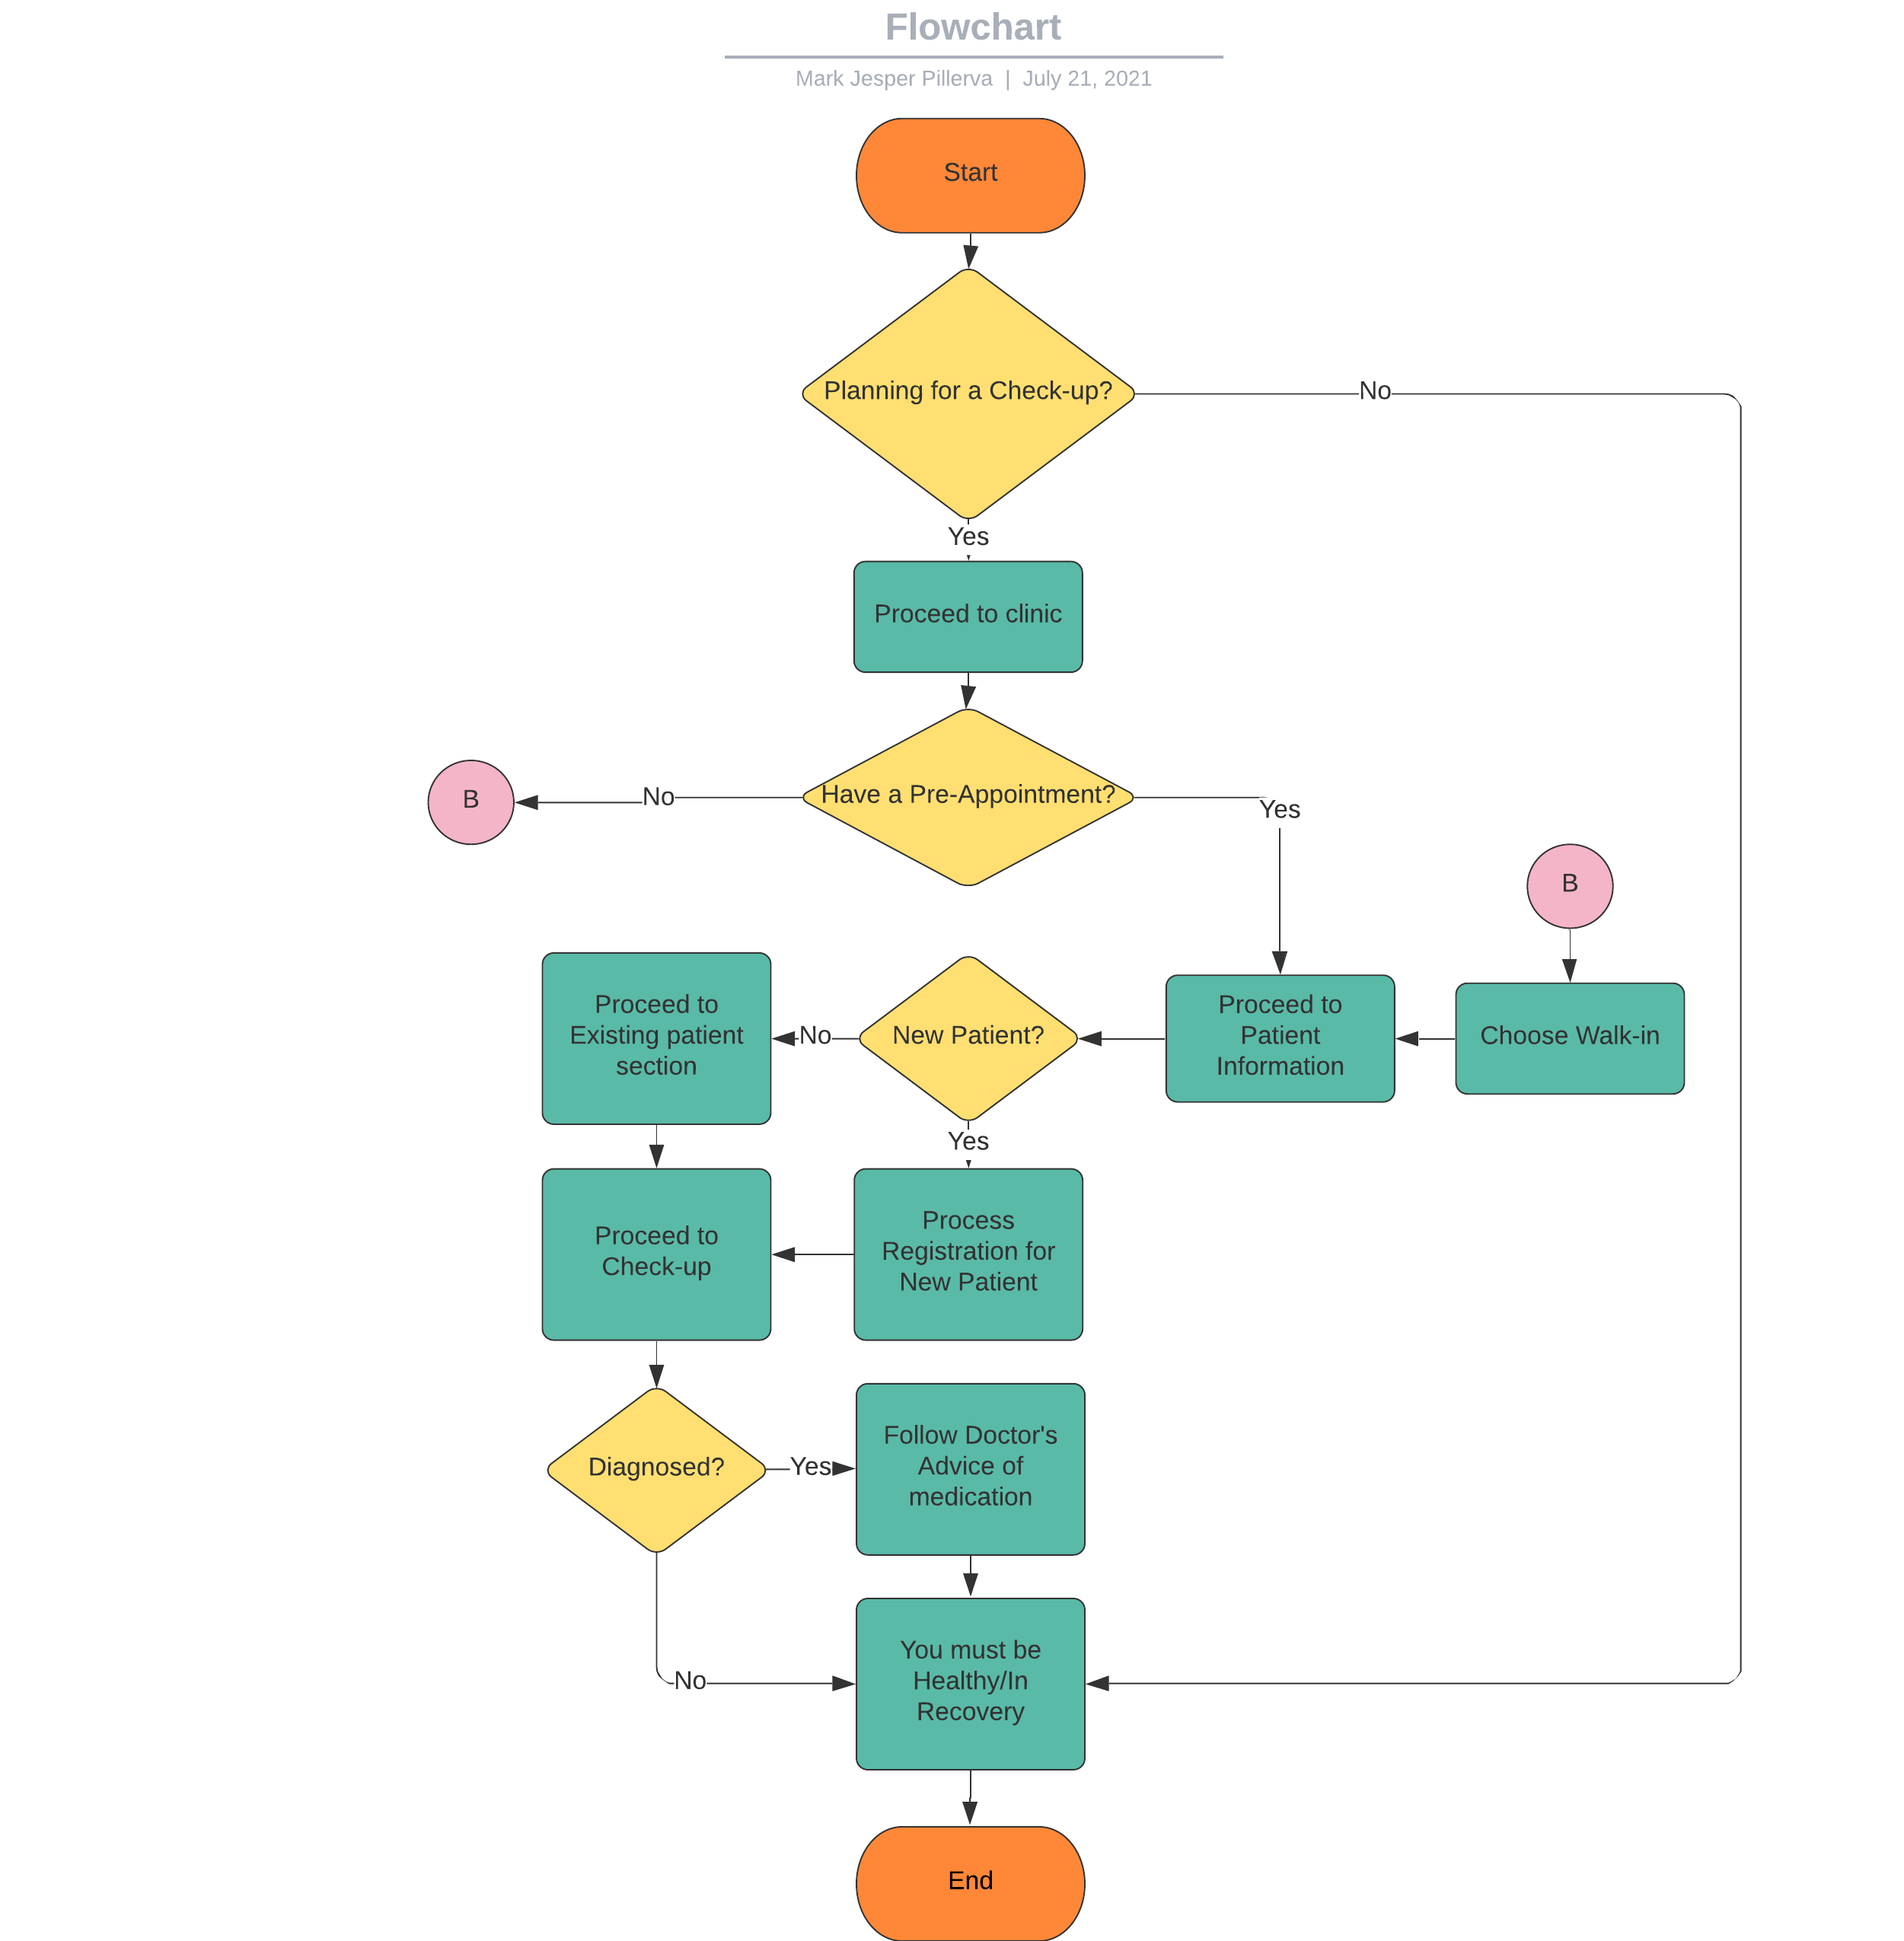 Flowchart
Mark Jesper Pillerva | July 21, 2021
Start
Planning for a Check-up?
No
Yes
Proceed to clinic
Have a Pre-Appointment?
No
B
Yes
B
Choose Walk-in
Proceed to
Patient
Information
New Patient?
No
Proceed to
Existing patient
section
Yes
Process
Registration for
New Patient
Proceed to
Check-up
Diagnosed?
Yes
Follow Doctor's
Advice of
medication
No
You must be
Healthy/In
Recovery
End